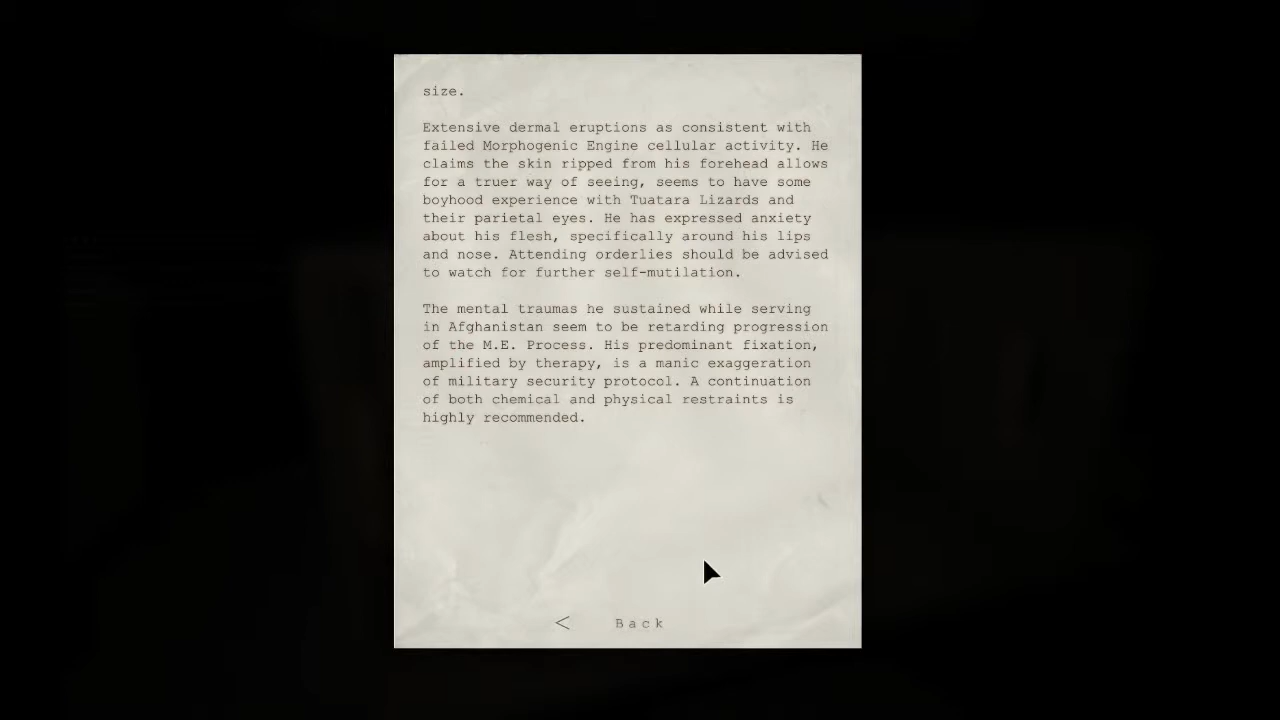 size.
Extensive dermal eruptions as consistent with
failed Morphogenic Engine cellular activity. He
claims the skin ripped from his forehead allows
for a truer way of seeing, seems to have some
boyhood experience with Tuatara Lizards and
their parietal eyes. He has expressed anxiety
about his flesh, specifically around his lips
and nose. Attending orderlies should be advised
to watch for further self-mutilation.
The mental traumas he sustained while serving
in Afghanistan seem to be retarding progression
of the M.E. Process. His predominant fixation,
amplified by therapy, is a manic exaggeration
of military security protocol. A continuation
of both chemical and physical restraints is
highly recommended.
< Back